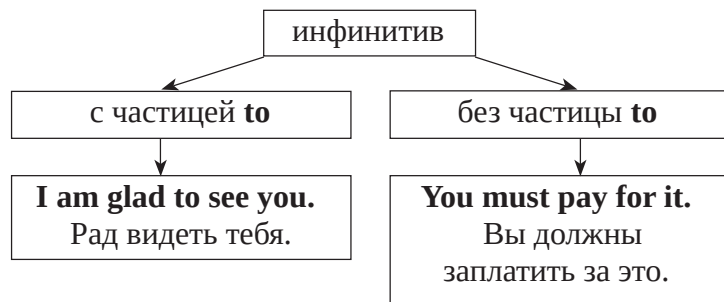 инфинитив
с частицей to
без частицы to
I am glad to see you.
Рад видеть тебя.
You must pay for it.
Вы должны
заплатить за это.